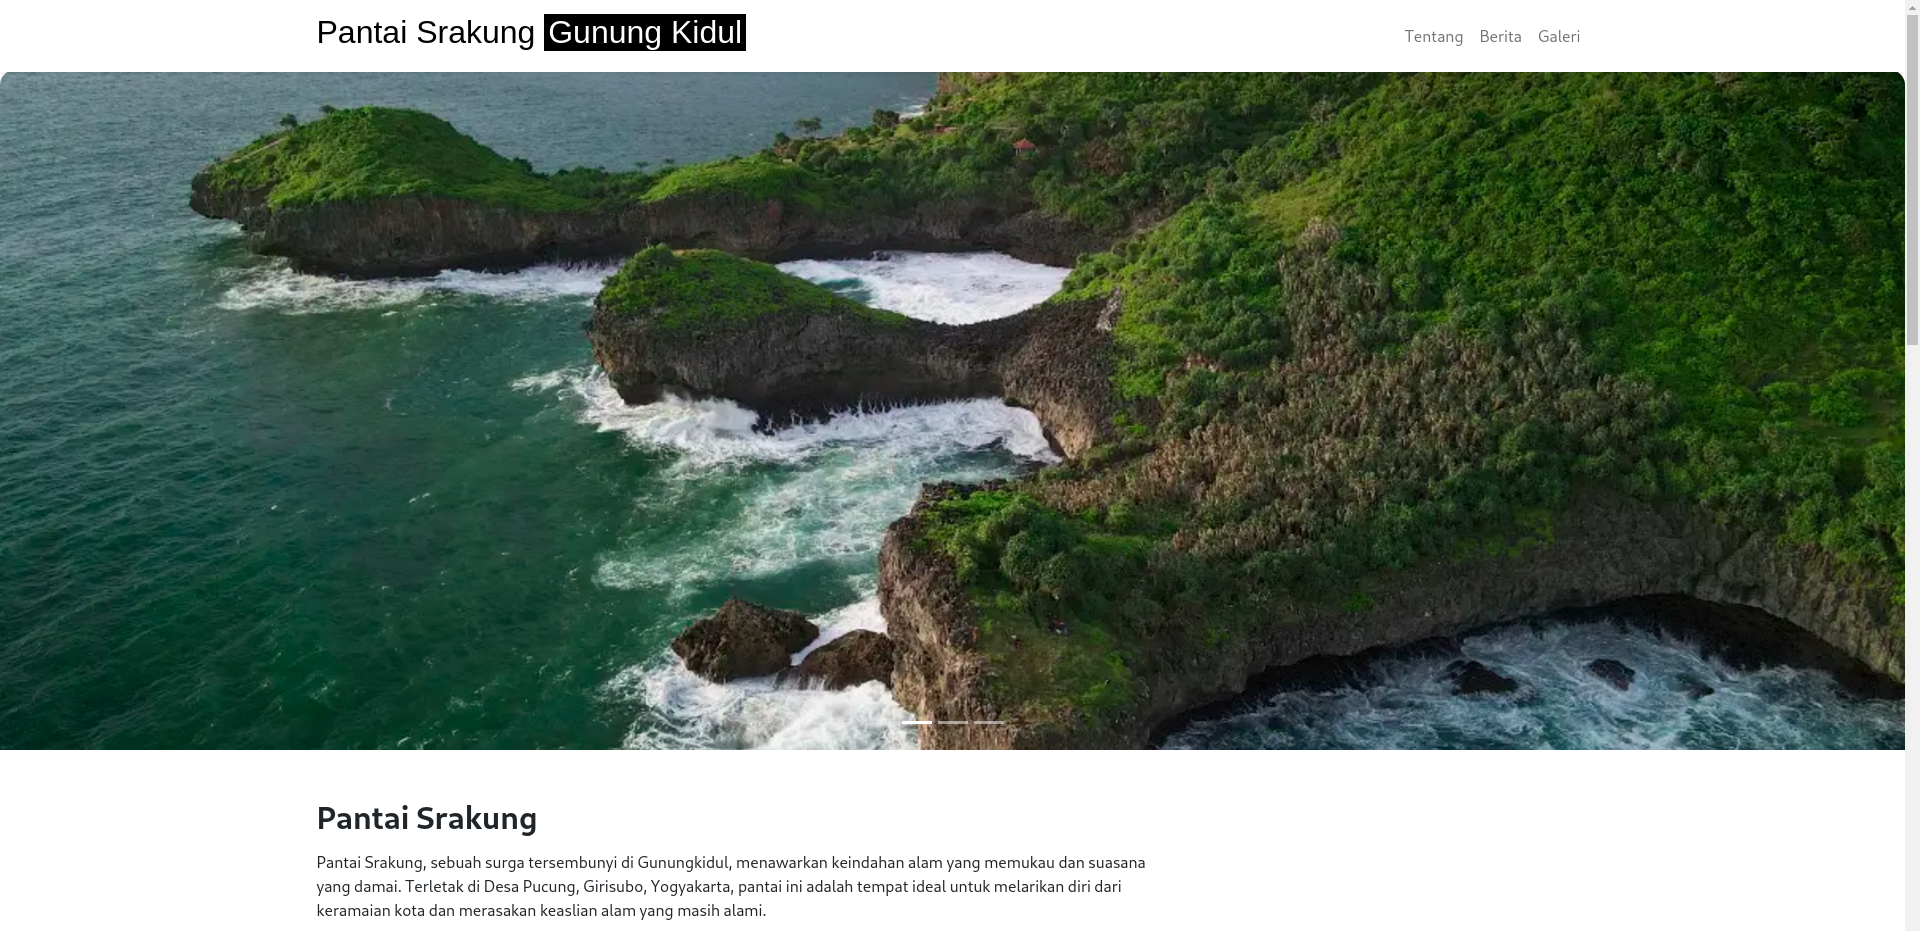 Pantai Srakung Gunung Kidul
Tentang Berita Galeri
Pantai Srakung
Pantai Srakung, sebuah surga tersembunyi di Gunungkidul, menawarkan keindahan alam yang memukau dan suasana
yang damai. Terletak di Desa Pucung, Girisubo, Yogyakarta, pantai ini adalah tempat ideal untuk melarikan diri dari
keramaian kota dan merasakan keaslian alam yang masih alami.